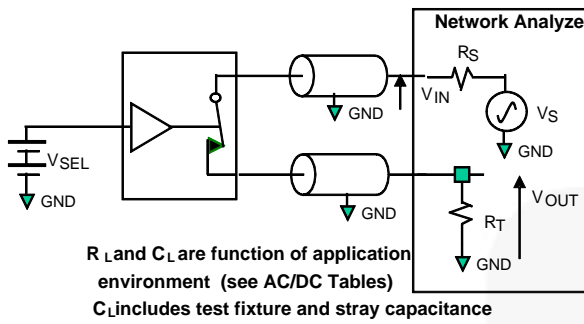 Network Analyze
RS
GND
VIN
VS
GND
VSEL
GND
GND
RT
VOUT
GND
R L and C L are function of application
environment (see AC/DC Tables)
CL includes test fixture and stray capacitance